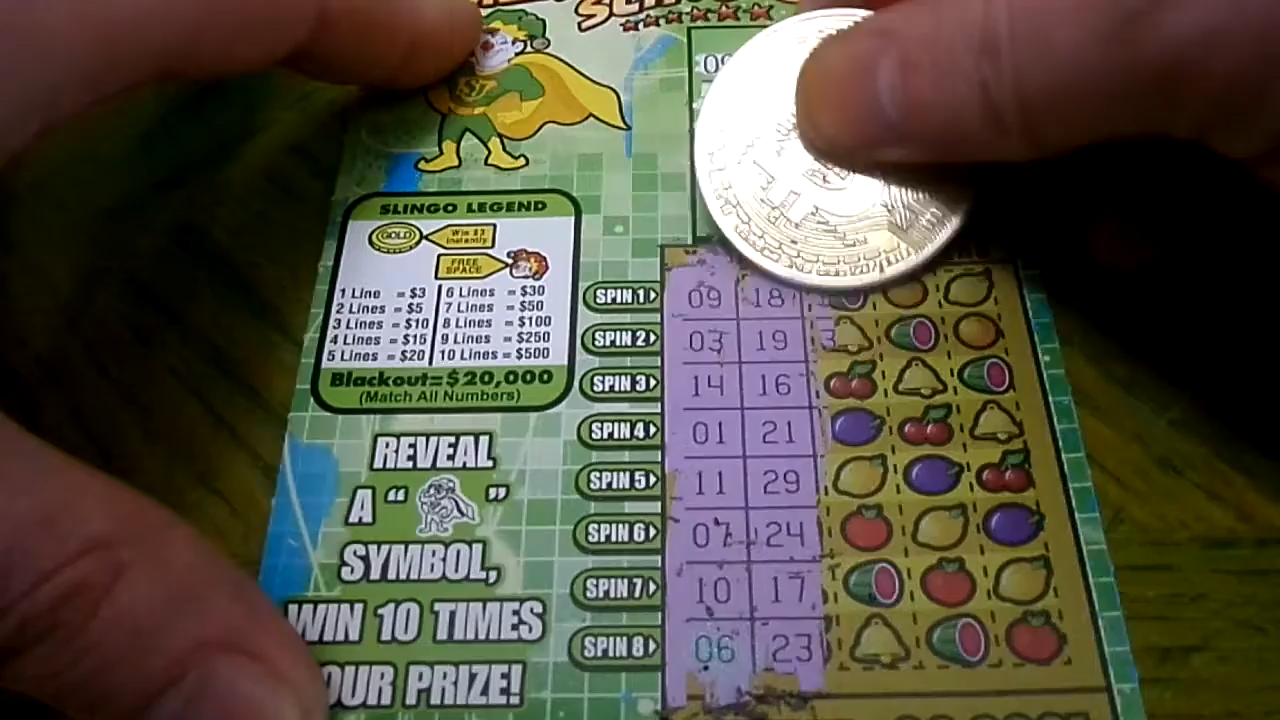 SLINGO LEGEND
GOLD Win $3 Instantly
FREE SPACE
1 Line = $3 6 Lines = $30
2 Lines = $5 7 Lines = $50
3 Lines = $10 8 Lines = $100
4 Lines = $15 9 Lines = $250
5 Lines = $20 10 Lines = $500
Blackout=$20,000
(Match All Numbers)
REVEAL
A “ ”
SYMBOL,
WIN 10 TIMES
OUR PRIZE!
SPIN 1 09 18
SPIN 2 03 19
SPIN 3 14 16
SPIN 4 01 21
SPIN 5 11 29
SPIN 6 07 24
SPIN 7 10 17
SPIN 8 06 23